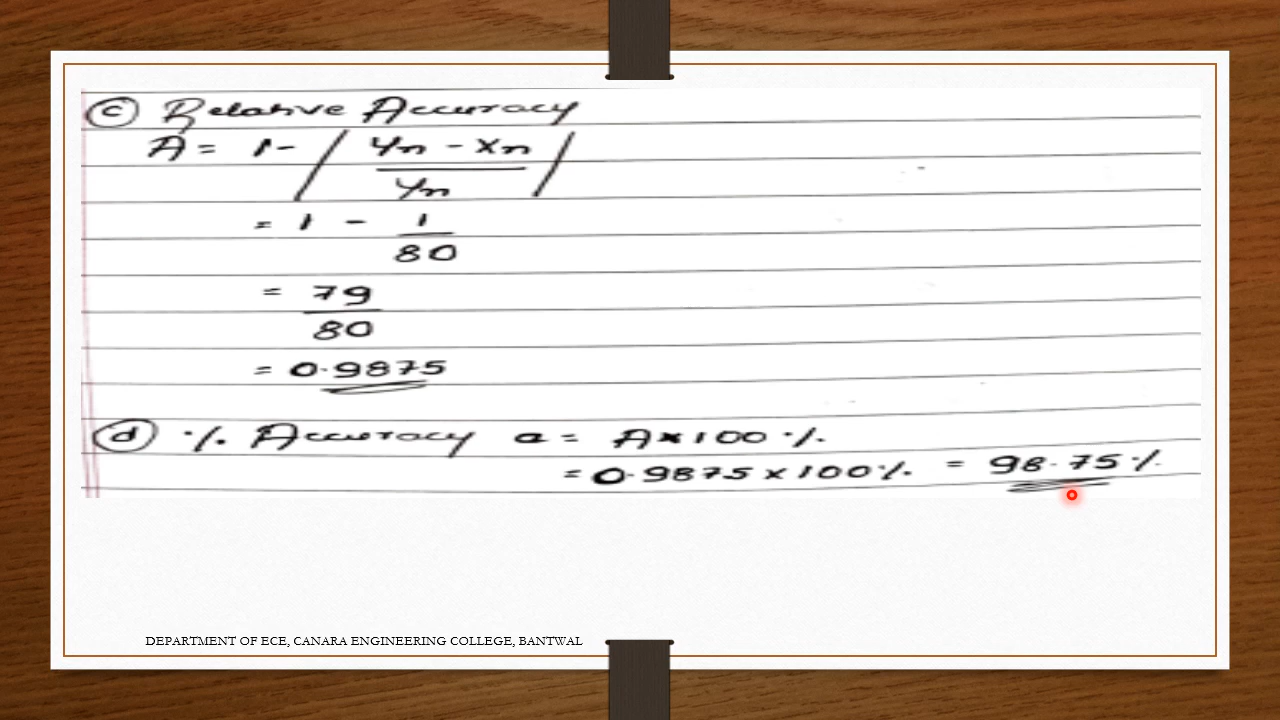 c Relative Accuracy
A = 1 - | Yn - Xn / Yn |
= 1 - 1/80
= 79/80
= 0.9875
d % Accuracy a = A × 100 %.
= 0.9875 × 100 % = 98.75 %
DEPARTMENT OF ECE, CANARA ENGINEERING COLLEGE, BANTWAL